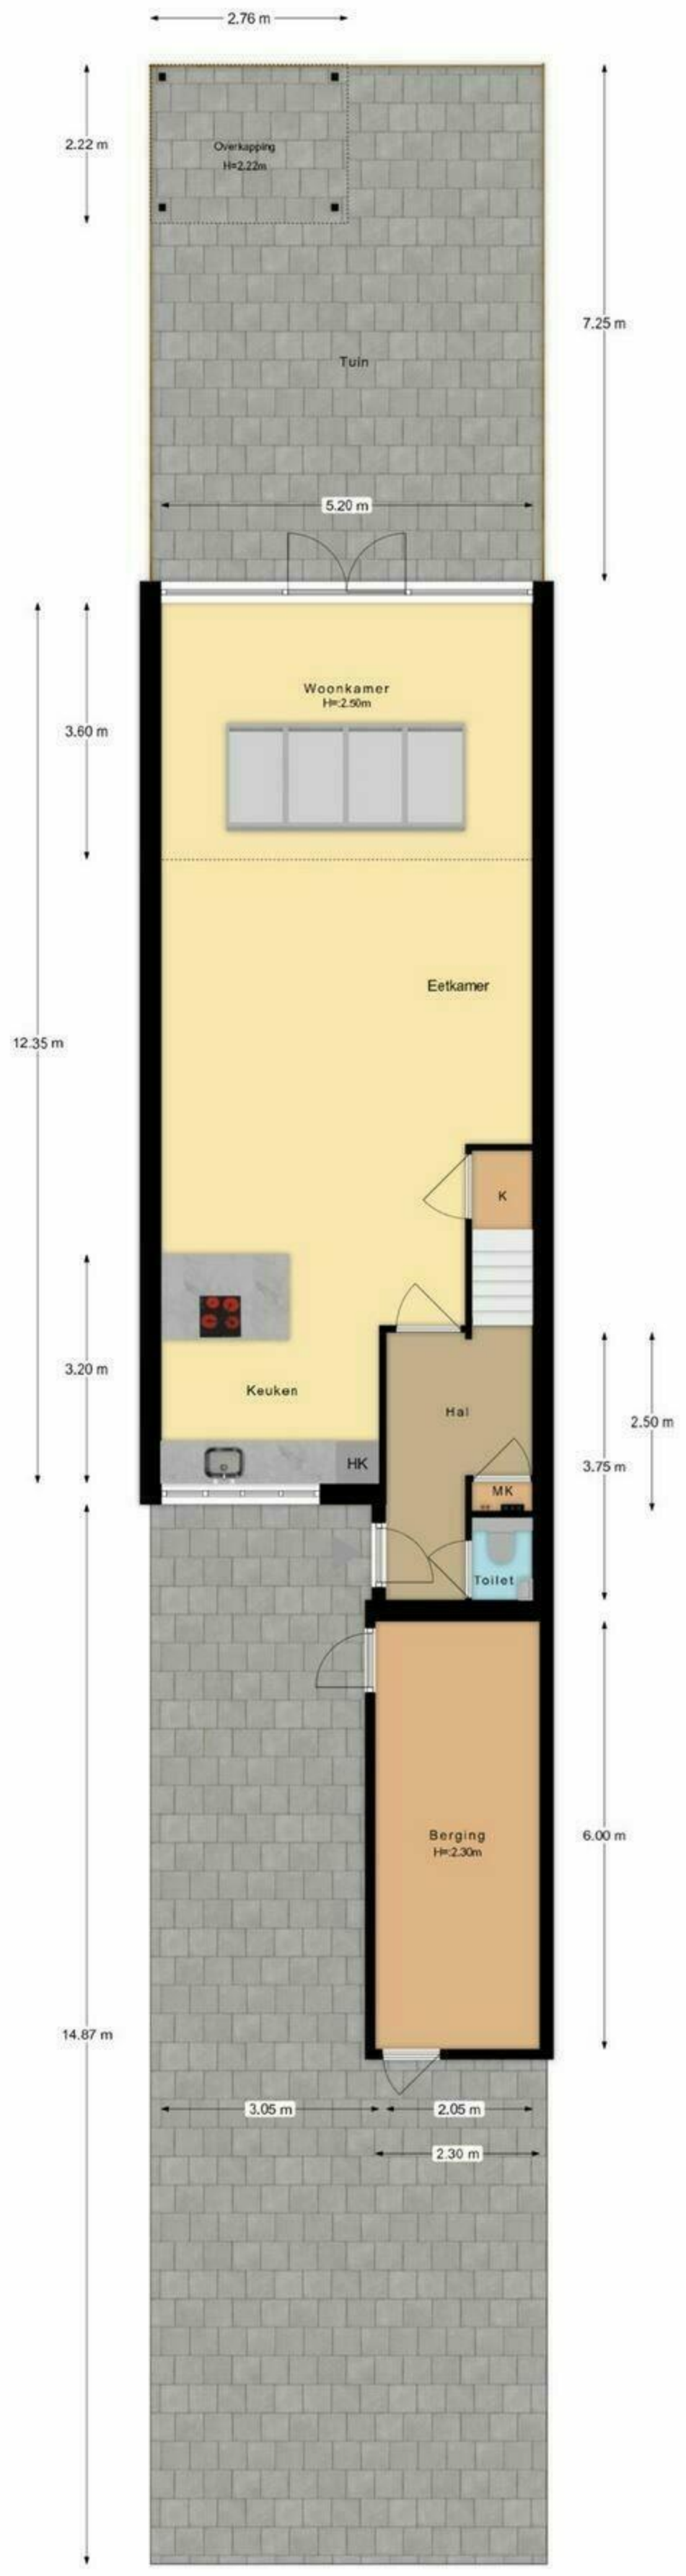 2.76 m
2.22 m
Overkapping
H=2.22m
7.25 m
Tuin
5.20 m
Woonkamer
H=:2.50m
3.60 m
Eetkamer
12.35 m
K
3.20 m
Keuken
Hal
2.50 m
3.75 m
HK
MK
Toilet
Berging
H=:2.30m
6.00 m
14.87 m
3.05 m
2.05 m
2.30 m